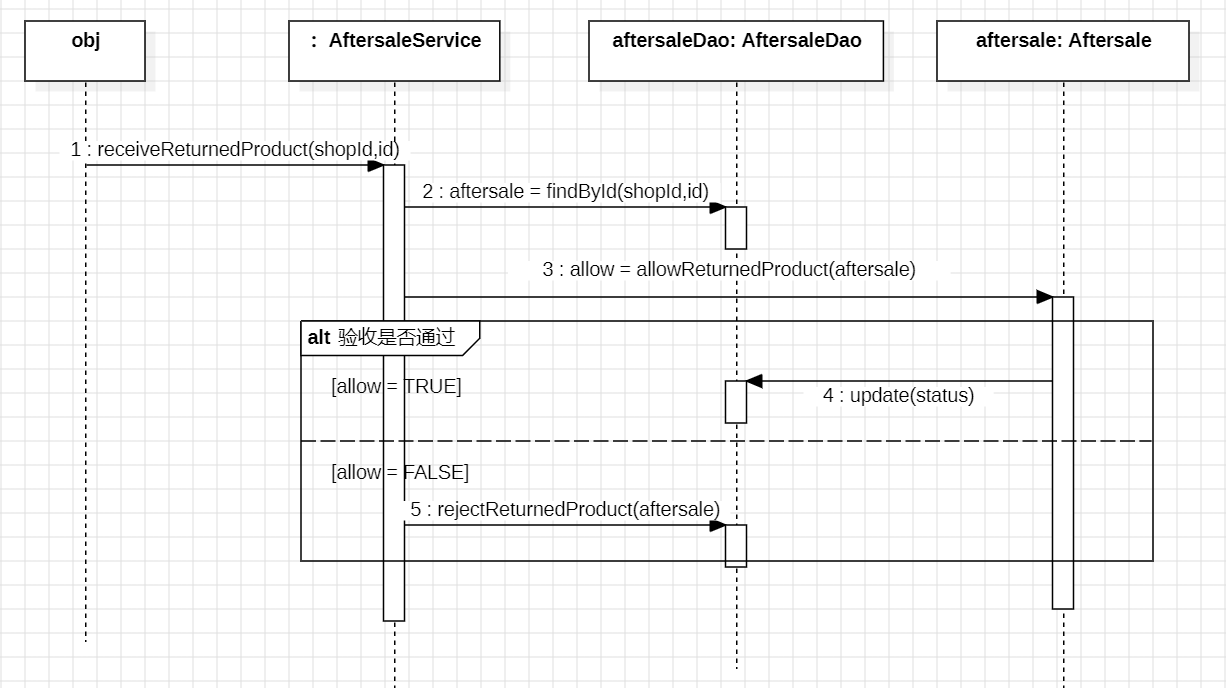 obj
: AftersaleService
aftersaleDao: AftersaleDao
aftersale: Aftersale
1 : receiveReturnedProduct(shopId,id)
2 : aftersale = findById(shopId,id)
3 : allow = allowReturnedProduct(aftersale)
alt 验收是否通过
[allow = TRUE]
4 : update(status)
[allow = FALSE]
5 : rejectReturnedProduct(aftersale)